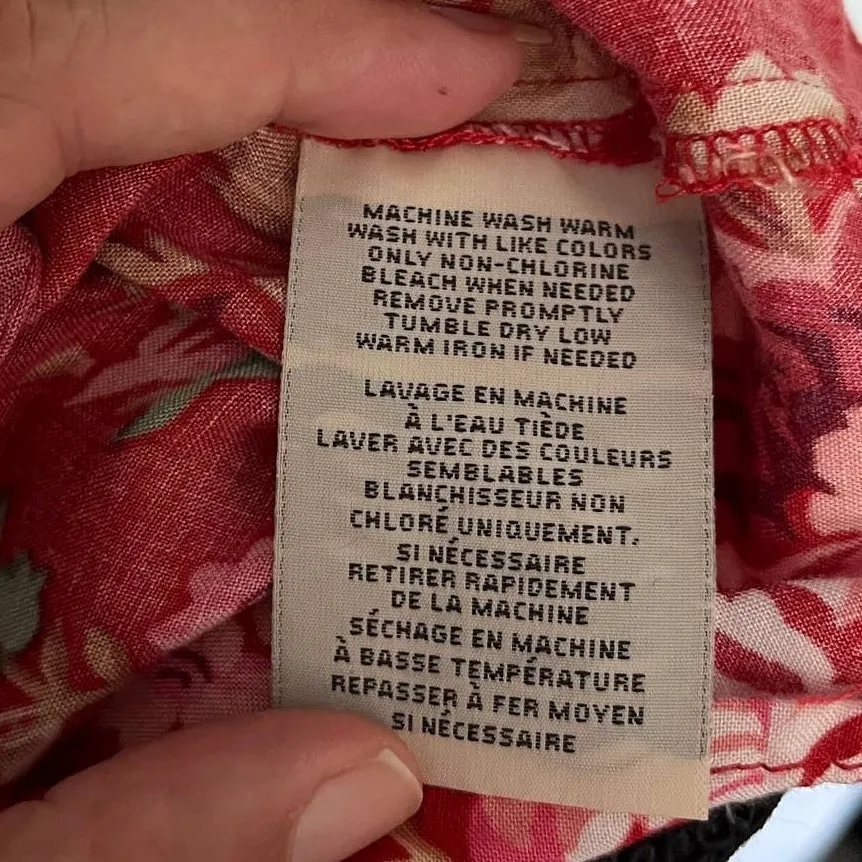 MACHINE WASH WARM
WASH WITH LIKE COLORS
ONLY NON-CHLORINE
BLEACH WHEN NEEDED
REMOVE PROMPTLY
TUMBLE DRY LOW
WARM IRON IF NEEDED
LAVAGE EN MACHINE
À L'EAU TIÈDE
LAVER AVEC DES COULEURS
SEMBLABLES
BLANCHISSEUR NON
CHLORÉ UNIQUEMENT.
SI NÉCESSAIRE
RETIRER RAPIDEMENT
DE LA MACHINE
SÉCHAGE EN MACHINE
À BASSE TEMPÉRATURE
REPASSER À FER MOYEN
SI NÉCESSAIRE